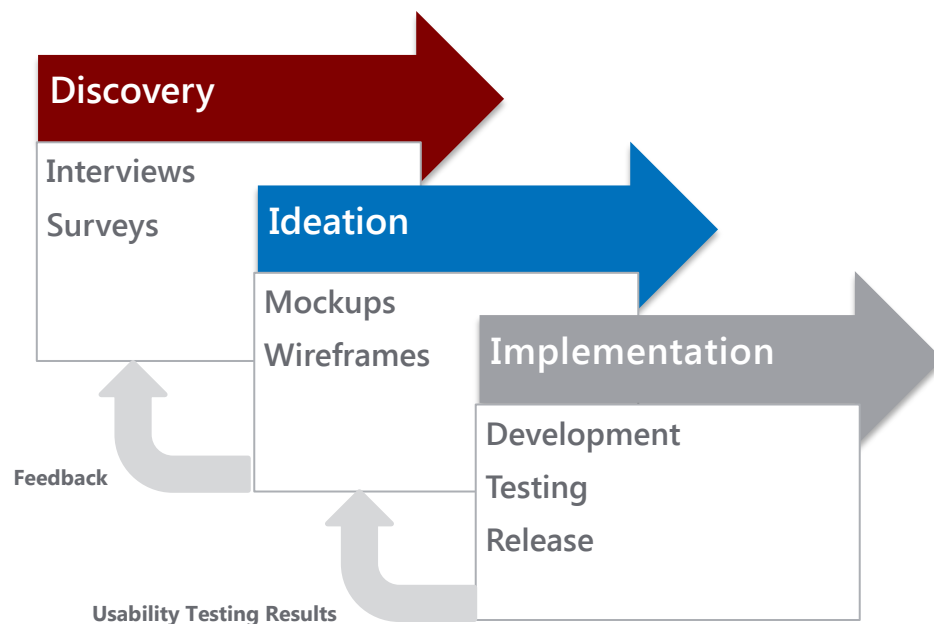 Discovery
Interviews
Surveys
Ideation
Mockups
Wireframes
Implementation
Development
Testing
Release
Feedback
Usability Testing Results